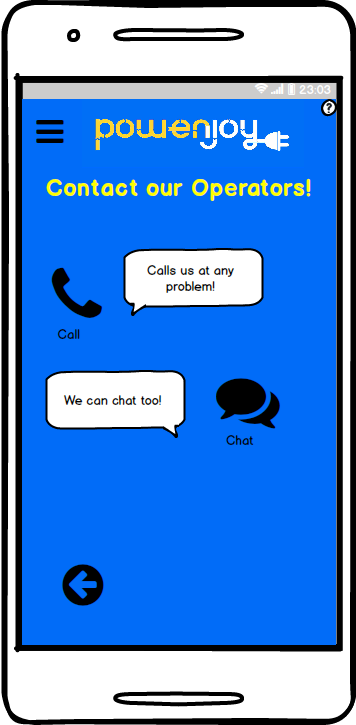 23:03
?
powenjoy
Contact our Operators!
Calls us at any
problem!
Call
We can chat too!
Chat